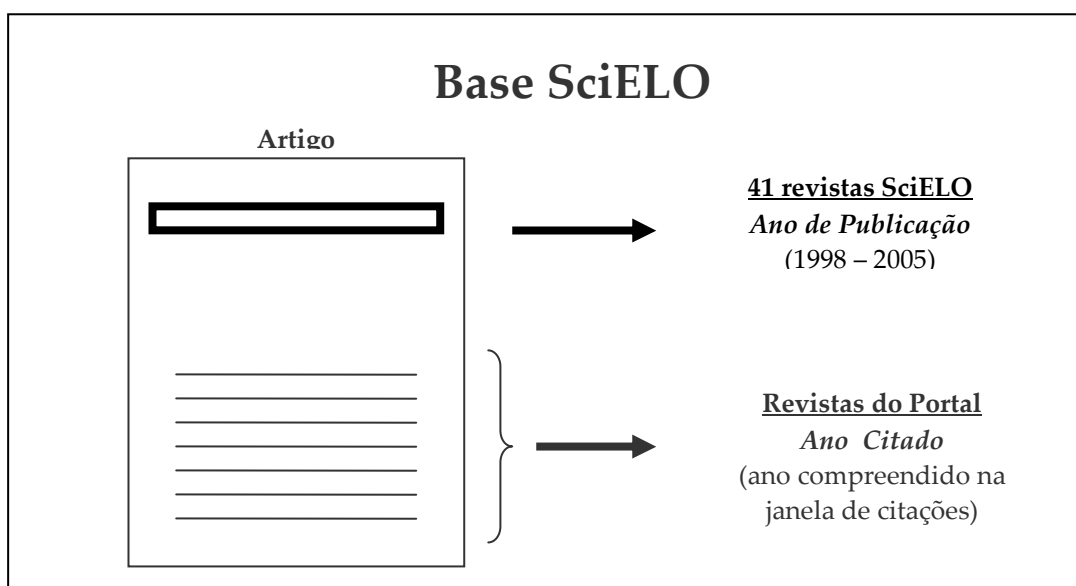 Base SciELO
Artigo
41 revistas SciELO
Ano de Publicação
(1998 – 2005)
Revistas do Portal
Ano Citado
(ano compreendido na
janela de citações)